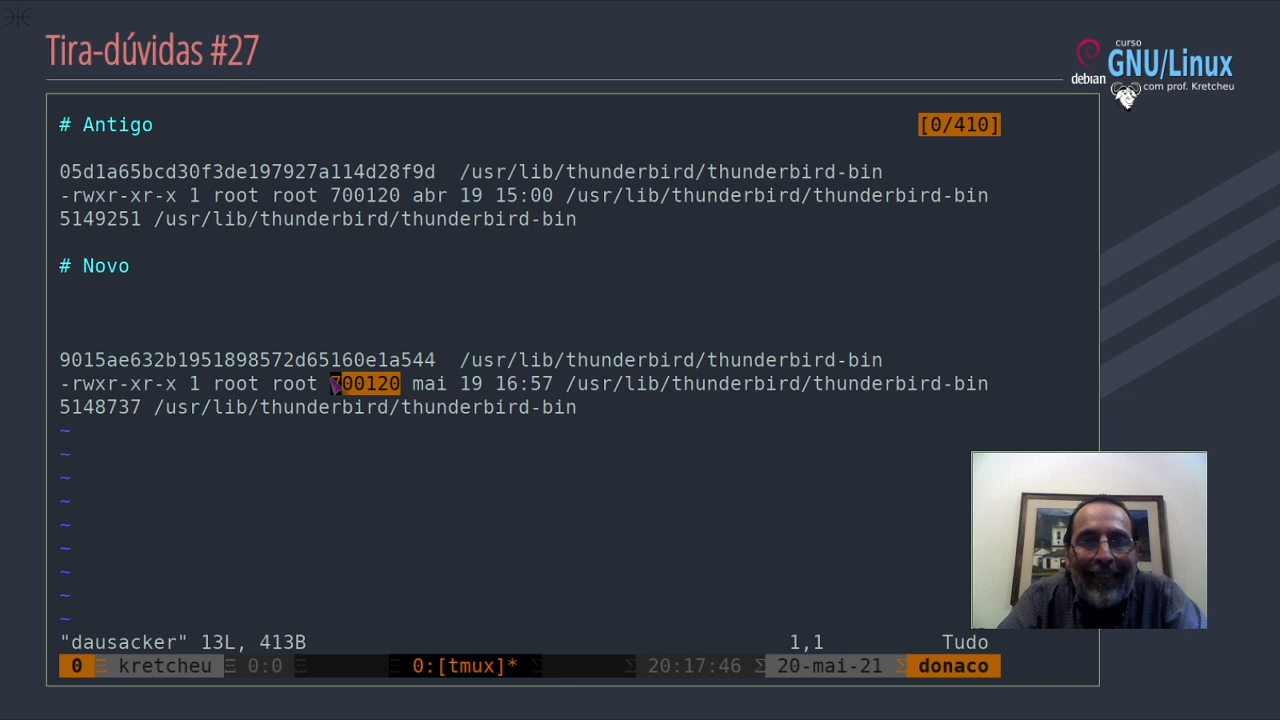 Tira-dúvidas #27
curso
GNU/Linux
debian
com prof. Kretcheu
# Antigo [0/410]
05d1a65bcd30f3de197927a114d28f9d /usr/lib/thunderbird/thunderbird-bin
-rwxr-xr-x 1 root root 700120 abr 19 15:00 /usr/lib/thunderbird/thunderbird-bin
5149251 /usr/lib/thunderbird/thunderbird-bin
# Novo
9015ae632b1951898572d65160e1a544 /usr/lib/thunderbird/thunderbird-bin
-rwxr-xr-x 1 root root 700120 mai 19 16:57 /usr/lib/thunderbird/thunderbird-bin
5148737 /usr/lib/thunderbird/thunderbird-bin
~
~
~
~
~
~
~
~
~
"dausacker" 13L, 413B 1,1 Tudo
0 kretcheu 0:0 0:[tmux]* 20:17:46 20-mai-21 donaco